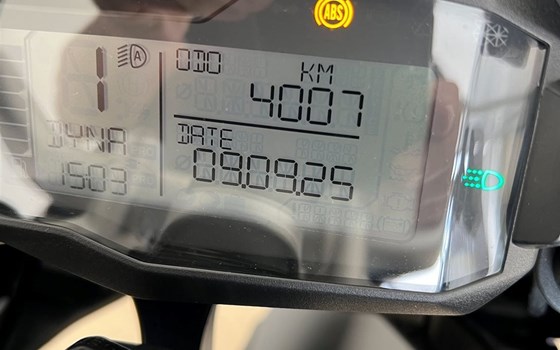 ABS
A
ODO
KM
1
4007
DYNA
DATE
15:03
09.09.25